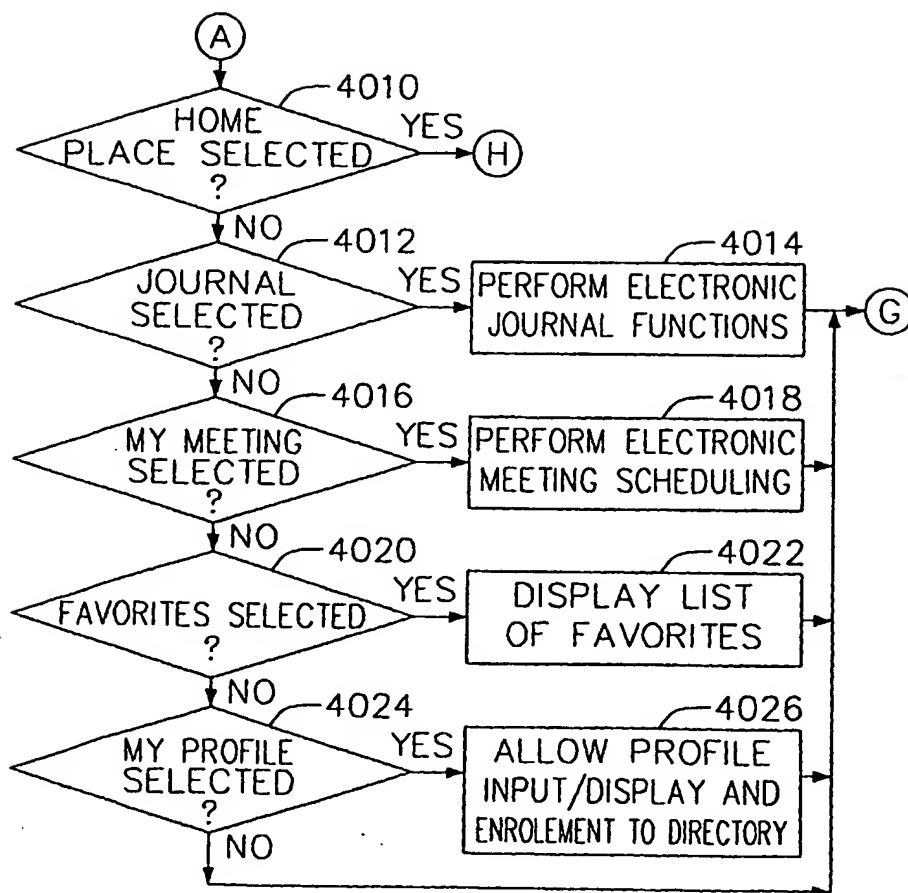 A
4010
HOME
PLACE SELECTED
?
YES
H
NO
4012
JOURNAL
SELECTED
?
YES
4014
PERFORM ELECTRONIC
JOURNAL FUNCTIONS
G
NO
4016
MY MEETING
SELECTED
?
YES
4018
PERFORM ELECTRONIC
MEETING SCHEDULING
NO
4020
FAVORITES SELECTED
?
YES
4022
DISPLAY LIST
OF FAVORITES
NO
4024
MY PROFILE
SELECTED
?
YES
4026
ALLOW PROFILE
INPUT/DISPLAY AND
ENROLEMENT TO DIRECTORY
NO